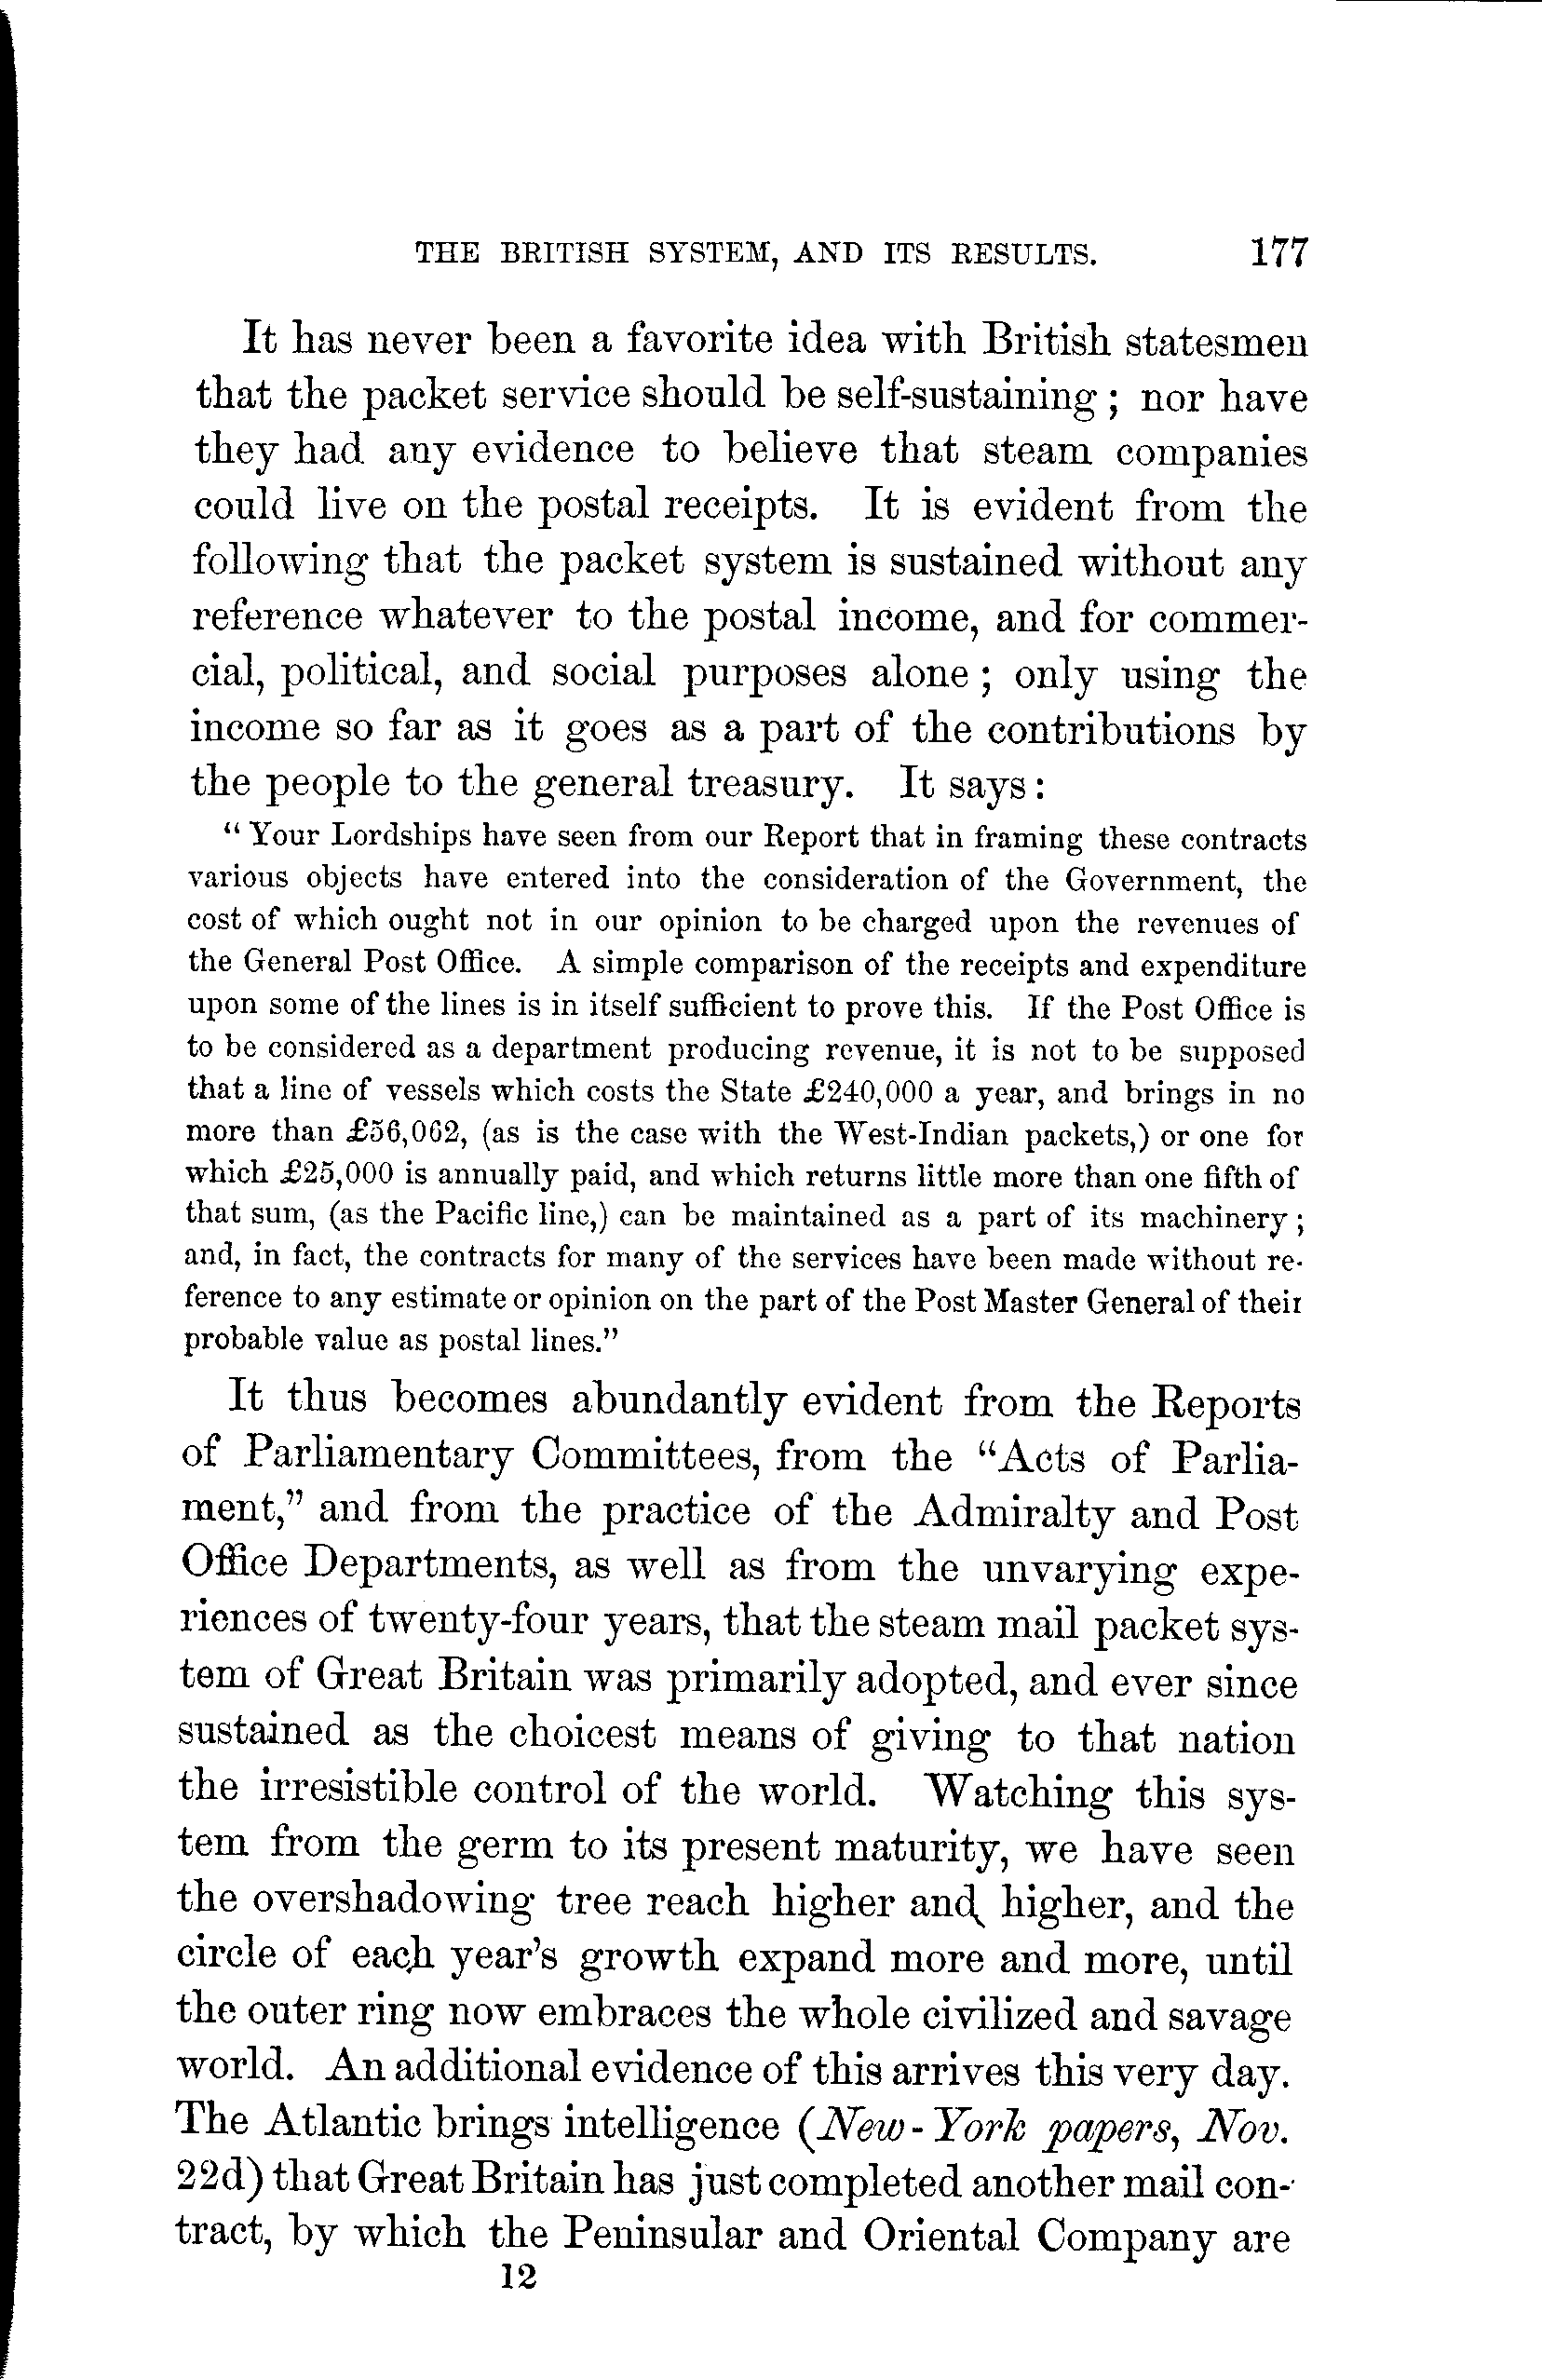 THE BRITISH SYSTEM, AND ITS RESULTS. 177
It has never been a favorite idea with British statesmen
that the packet service should be self-sustaining; nor have
they had any evidence to believe that steam companies
could live on the postal receipts. It is evident from the
following that the packet system is sustained without any
reference whatever to the postal income, and for commer-
cial, political, and social purposes alone; only using the
income so far as it goes as a part of the contributions by
the people to the general treasury. It says:
"Your Lordships have seen from our Report that in framing these contracts
various objects have entered into the consideration of the Government, the
cost of which ought not in our opinion to be charged upon the revenues of
the General Post Office. A simple comparison of the receipts and expenditure
upon some of the lines is in itself sufficient to prove this. If the Post Office is
to be considered as a department producing revenue, it is not to be supposed
that a line of vessels which costs the State £240,000 a year, and brings in no
more than £56,062, (as is the case with the West-Indian packets,) or one for
which £25,000 is annually paid, and which returns little more than one fifth of
that sum, (as the Pacific line,) can be maintained as a part of its machinery;
and, in fact, the contracts for many of the services have been made without re-
ference to any estimate or opinion on the part of the Post Master General of their
probable value as postal lines."
It thus becomes abundantly evident from the Reports
of Parliamentary Committees, from the "Acts of Parlia-
ment," and from the practice of the Admiralty and Post
Office Departments, as well as from the unvarying expe-
riences of twenty-four years, that the steam mail packet sys-
tem of Great Britain was primarily adopted, and ever since
sustained as the choicest means of giving to that nation
the irresistible control of the world. Watching this sys-
tem from the germ to its present maturity, we have seen
the overshadowing tree reach higher and higher, and the
circle of each year's growth expand more and more, until
the outer ring now embraces the whole civilized and savage
world. An additional evidence of this arrives this very day.
The Atlantic brings intelligence (New-York papers, Nov.
22d) that Great Britain has just completed another mail con-
tract, by which the Peninsular and Oriental Company are
12